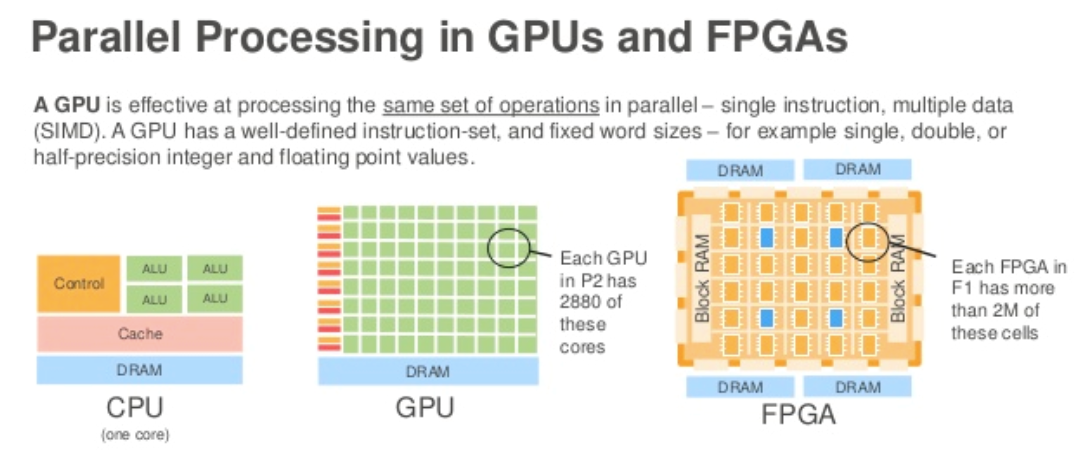 Parallel Processing in GPUs and FPGAs
A GPU is effective at processing the same set of operations in parallel – single instruction, multiple data
(SIMD). A GPU has a well-defined instruction-set, and fixed word sizes – for example single, double, or
half-precision integer and floating point values.
Control
ALU
ALU
ALU
ALU
Cache
DRAM
CPU
(one core)
DRAM
GPU
Each GPU
in P2 has
2880 of
these
cores
DRAM
DRAM
Block RAM
Block RAM
DRAM
DRAM
FPGA
Each FPGA in
F1 has more
than 2M of
these cells